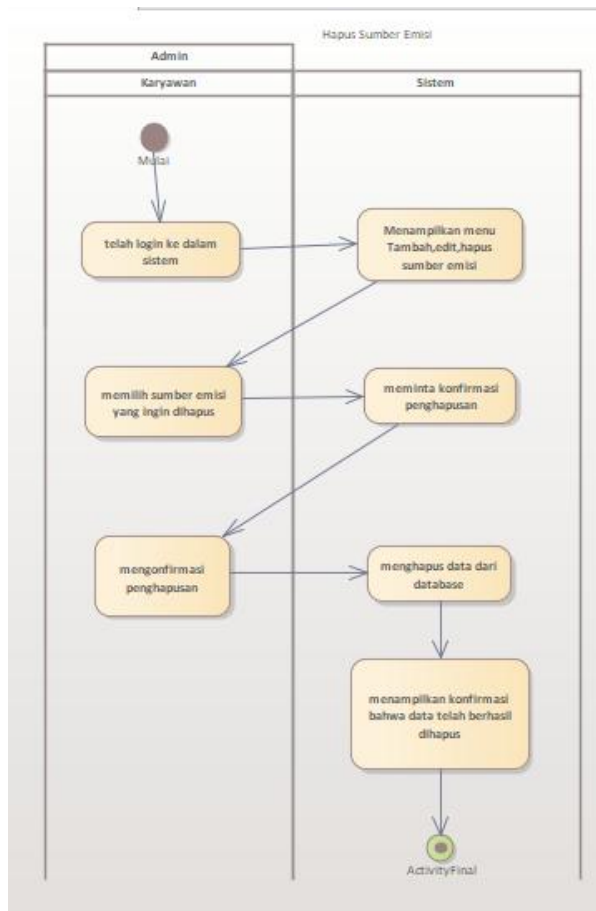 Hapus Sumber Emisi
Admin
Karyawan
Sistem
Mulai
telah login ke dalam
sistem
Menampilkan menu
Tambah,edit,hapus
sumber emisi
memilih sumber emisi
yang ingin dihapus
meminta konfirmasi
penghapusan
mengonfirmasi
penghapusan
menghapus data dari
database
menampilkan konfirmasi
bahwa data telah berhasil
dihapus
ActivityFinal